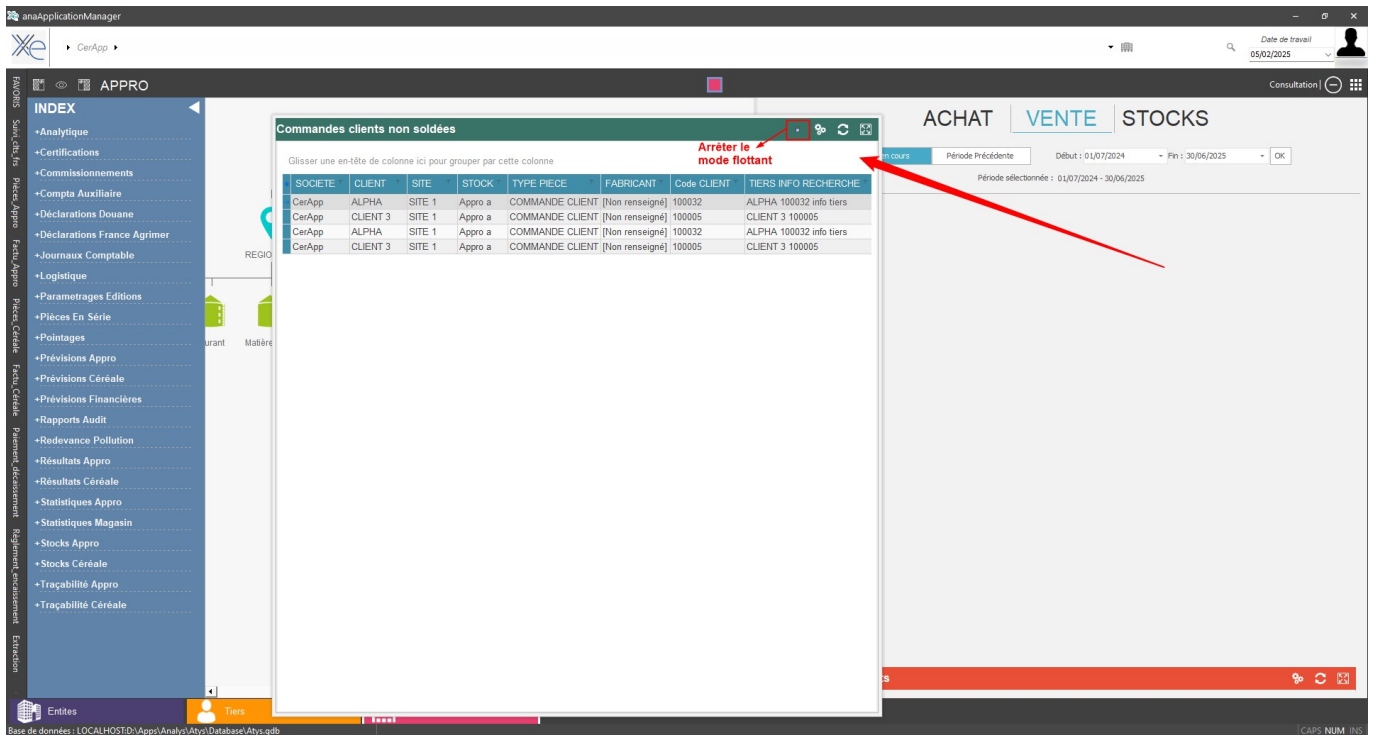 anaApplicationManager
CerApp
Date de travail
05/02/2025
APPRO
Consultation |
FAVORIS
Suivi_clts_frs
Pièces_Appro
Factu_Appro
Pièces_Céréale
Factu_Céréale
Paiement_décaissement
Règlement_encaissement
Extraction
INDEX
+Analytique
+Certifications
+Commissionnements
+Compta Auxiliaire
+Déclarations Douane
+Déclarations France Agrimer
+Journaux Comptable
+Logistique
+Parametrages Editions
+Pièces En Série
+Pointages
+Prévisions Appro
+Prévisions Céréale
+Prévisions Financières
+Rapports Audit
+Redevance Pollution
+Résultats Appro
+Résultats Céréale
+Statistiques Appro
+Statistiques Magasin
+Stocks Appro
+Stocks Céréale
+Traçabilité Appro
+Traçabilité Céréale
REGIO
urant Matière
Commandes clients non soldées
Arrêter le
mode flottant
Glisser une en-tête de colonne ici pour grouper par cette colonne
SOCIETE CLIENT SITE STOCK TYPE PIECE FABRICANT Code CLIENT TIERS INFO RECHERCHE
CerApp ALPHA SITE 1 Appro a COMMANDE CLIENT [Non renseigné] 100032 ALPHA 100032 info tiers
CerApp CLIENT 3 SITE 1 Appro a COMMANDE CLIENT [Non renseigné] 100005 CLIENT 3 100005
CerApp ALPHA SITE 1 Appro a COMMANDE CLIENT [Non renseigné] 100032 ALPHA 100032 info tiers
CerApp CLIENT 3 SITE 1 Appro a COMMANDE CLIENT [Non renseigné] 100005 CLIENT 3 100005
ACHAT VENTE STOCKS
en cours Période Précédente Début : 01/07/2024 Fin : 30/06/2025 OK
Période sélectionnée : 01/07/2024 - 30/06/2025
s
Entites
Tiers
Base de données : LOCALHOST:D:\Apps\Analys\Atys\Database\Atys.gdb
CAPS NUM INS